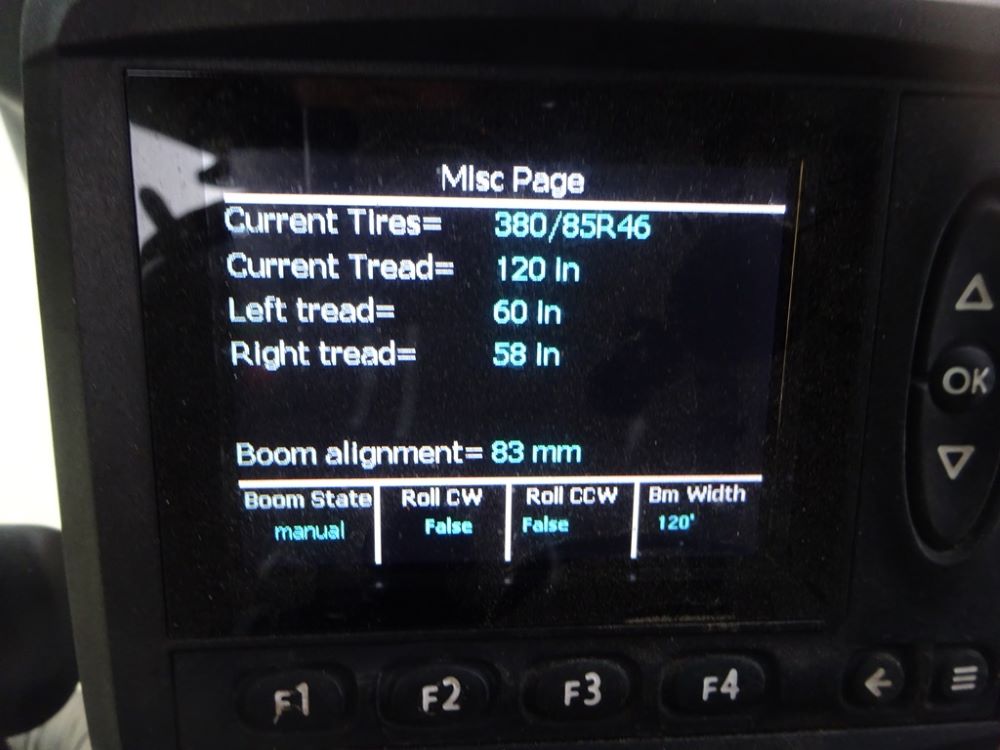 Misc Page
Current Tires= 380/85R46
Current Tread= 120 In
Left tread= 60 In
Right tread= 58 In
Boom alignment= 83 mm
Boom State Roll CW Roll CCW Bm Width
manual False False 120'
OK
F1 F2 F3 F4